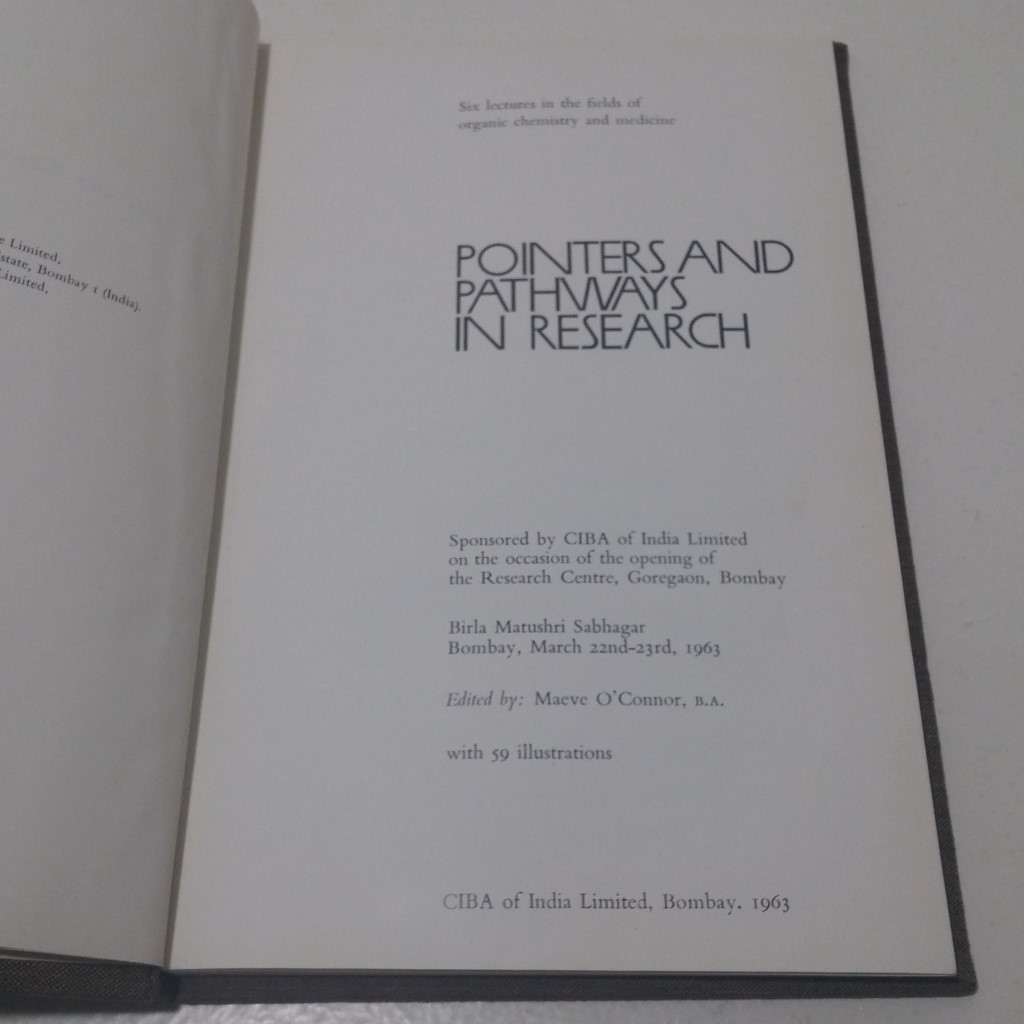 Limited,
Bombay 1 (India).
Limited,
Six lectures in the fields of
organic chemistry and medicine
POINTERS AND
PATHWAYS
IN RESEARCH
Sponsored by CIBA of India Limited
on the occasion of the opening of
the Research Centre, Goregaon, Bombay
Birla Matushri Sabhagar
Bombay, March 22nd-23rd, 1963
Edited by: Maeve O'Connor, B.A.
with 59 illustrations
CIBA of India Limited, Bombay. 1963